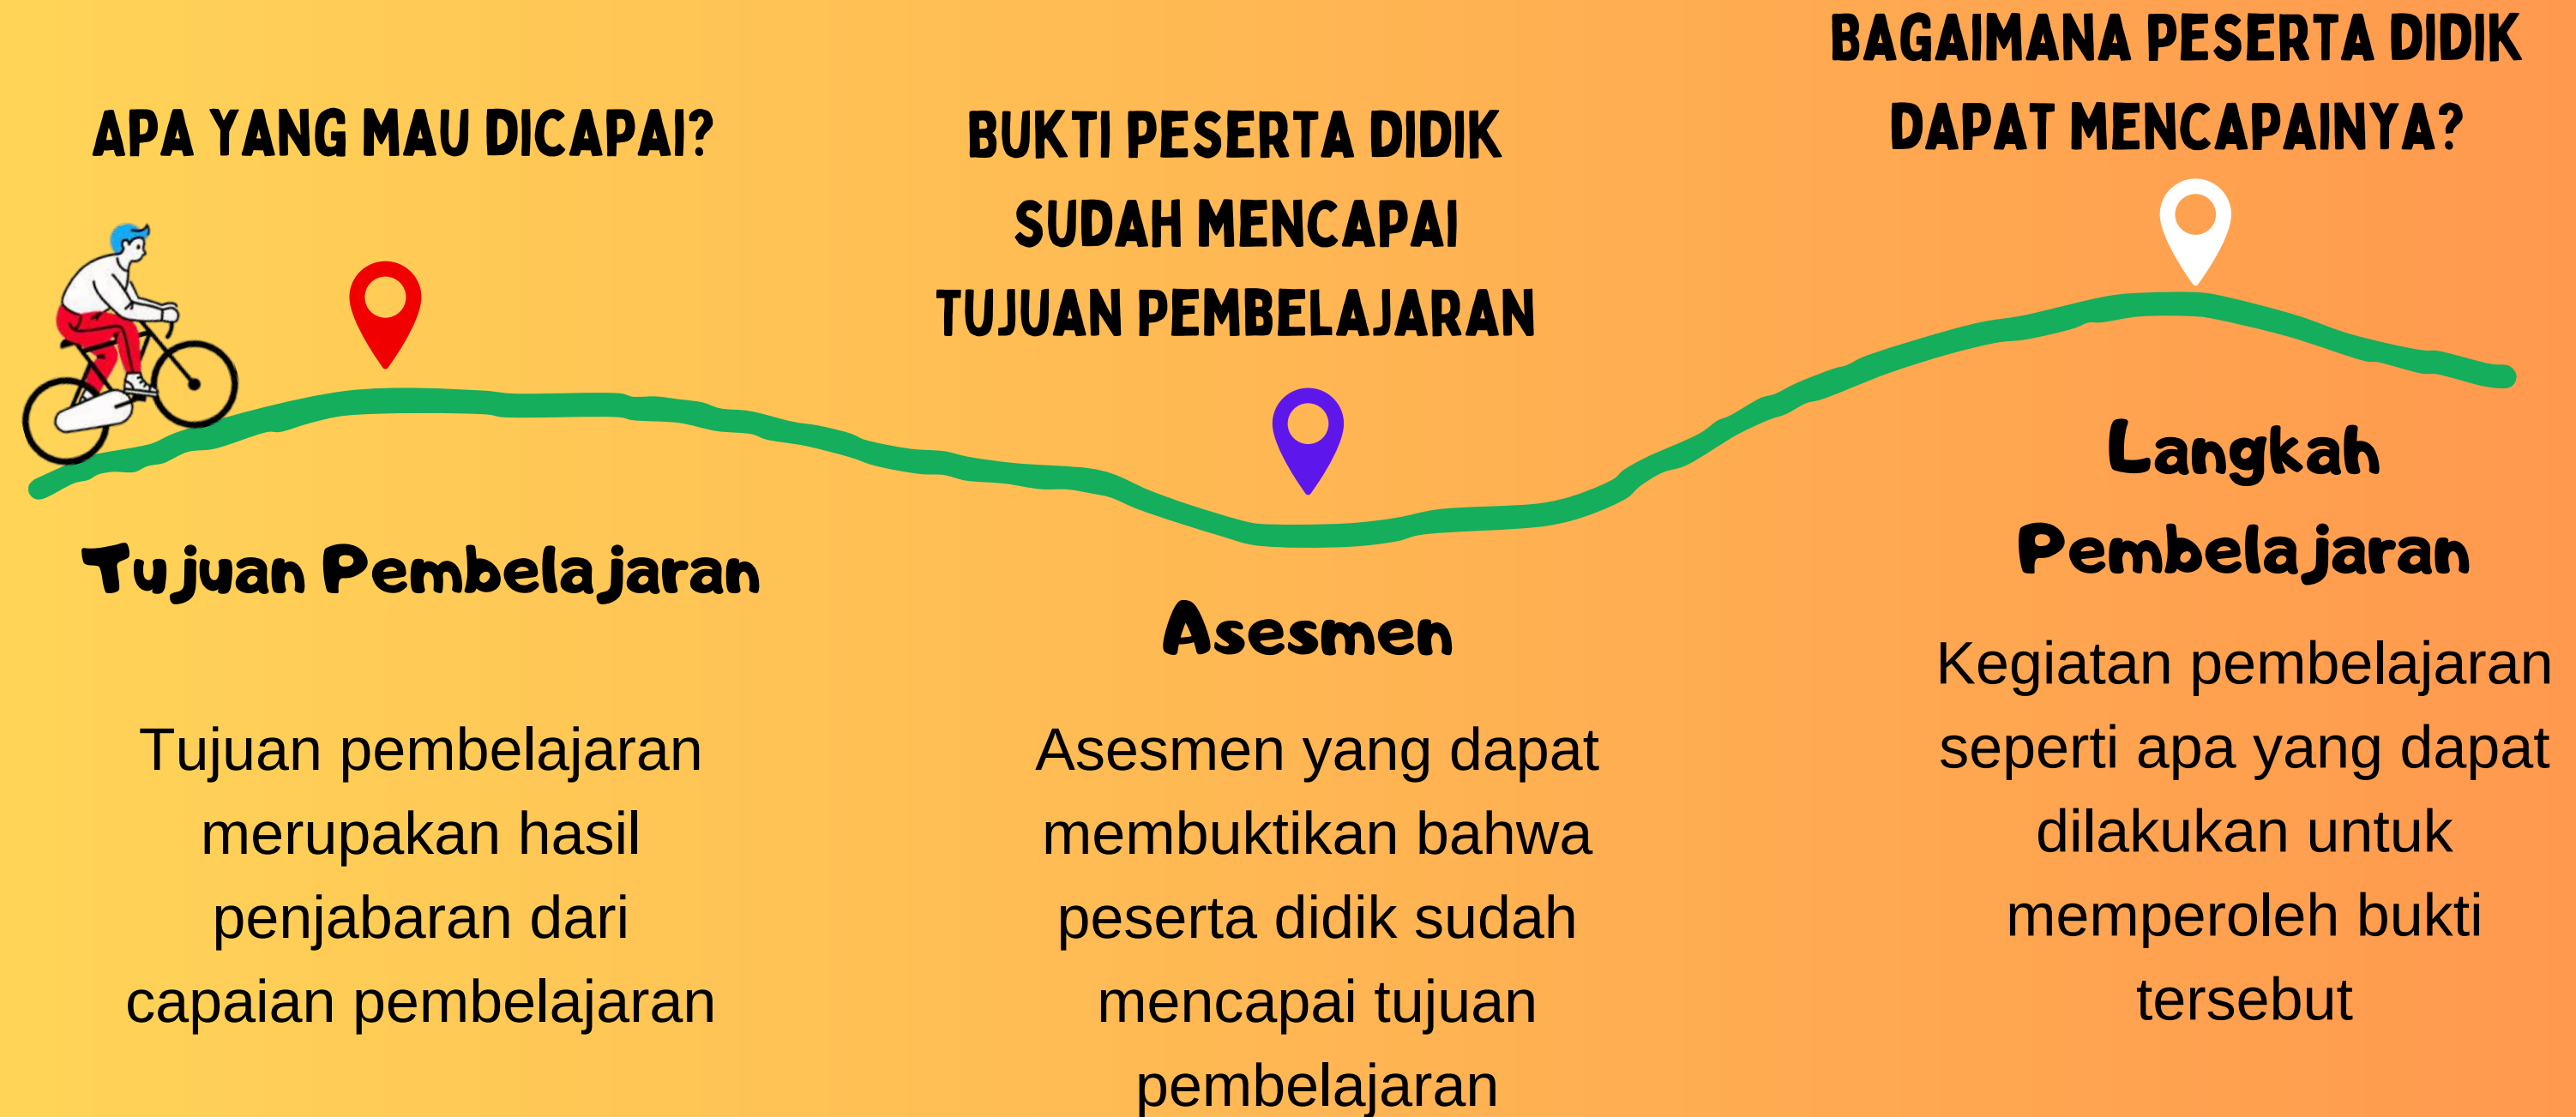 APA YANG MAU DICAPAI?
Tujuan Pembelajaran
Tujuan pembelajaran
merupakan hasil
penjabaran dari
capaian pembelajaran
BUKTI PESERTA DIDIK
SUDAH MENCAPAI
TUJUAN PEMBELAJARAN
Asesmen
Asesmen yang dapat
membuktikan bahwa
peserta didik sudah
mencapai tujuan
pembelajaran
BAGAIMANA PESERTA DIDIK
DAPAT MENCAPAINYA?
Langkah
Pembelajaran
Kegiatan pembelajaran
seperti apa yang dapat
dilakukan untuk
memperoleh bukti
tersebut